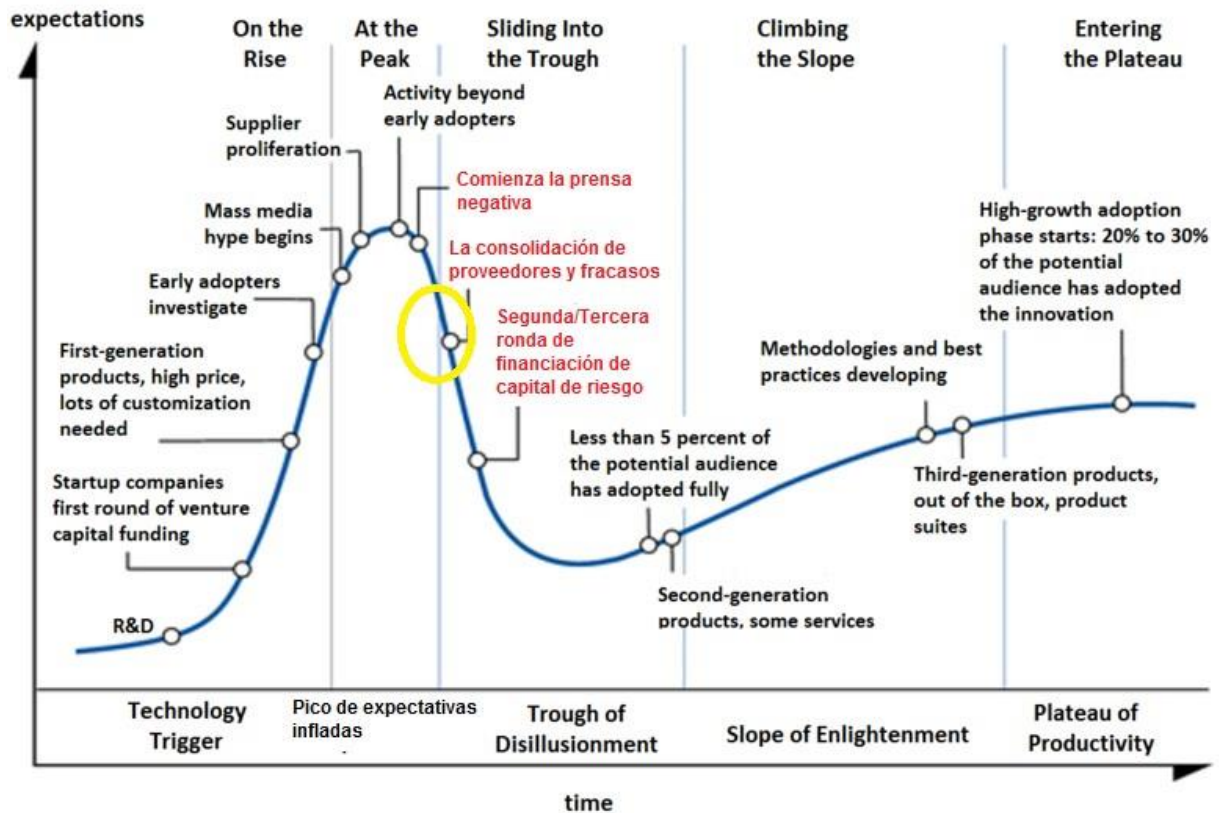 expectations
On the
Rise
At the
Peak
Sliding Into
the Trough
Climbing
the Slope
Entering
the Plateau
Activity beyond
early adopters
Supplier
proliferation
Comienza la prensa
negativa
Mass media
hype begins
High-growth adoption
phase starts: 20% to 30%
of the potential
audience has adopted
the innovation
La consolidación de
proveedores y fracasos
Early adopters
investigate
Segunda/Tercera
ronda de
financiación de
capital de riesgo
First-generation
products, high price,
lots of customization
needed
Methodologies and best
practices developing
Less than 5 percent of
the potential audience
has adopted fully
Startup companies
first round of venture
capital funding
Third-generation products,
out of the box, product
suites
Second-generation
products, some services
R&D
Technology
Trigger
Pico de expectativas
infladas
Trough of
Disillusionment
Slope of Enlightenment
Plateau of
Productivity
time